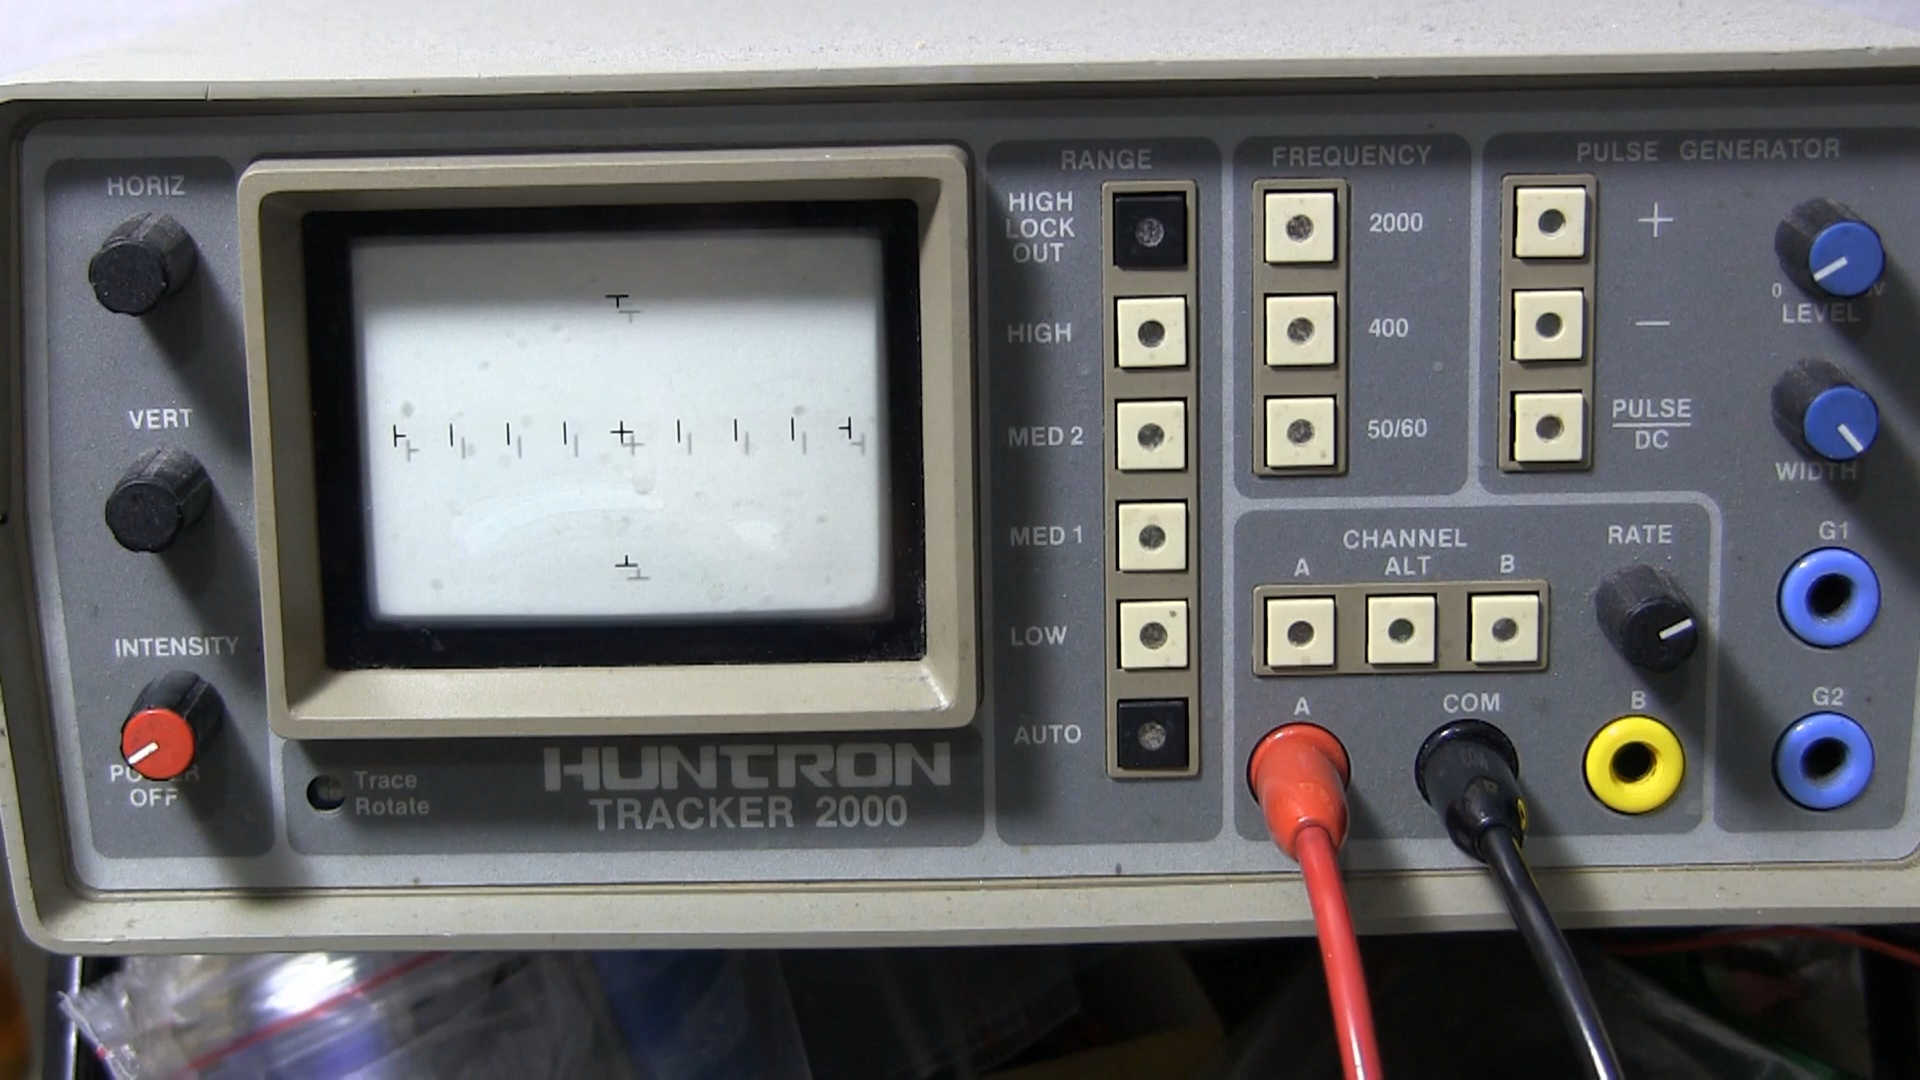 HORIZ
VERT
INTENSITY
OFF
Trace
Rotate
HUNTRON
TRACKER 2000
RANGE
HIGH
LOCK
OUT
HIGH
MED 2
MED 1
LOW
AUTO
FREQUENCY
2000
400
50/60
PULSE GENERATOR
+
—
PULSE
DC
0
LEVEL
WIDTH
CHANNEL
A ALT B
RATE
A COM B
G1
G2